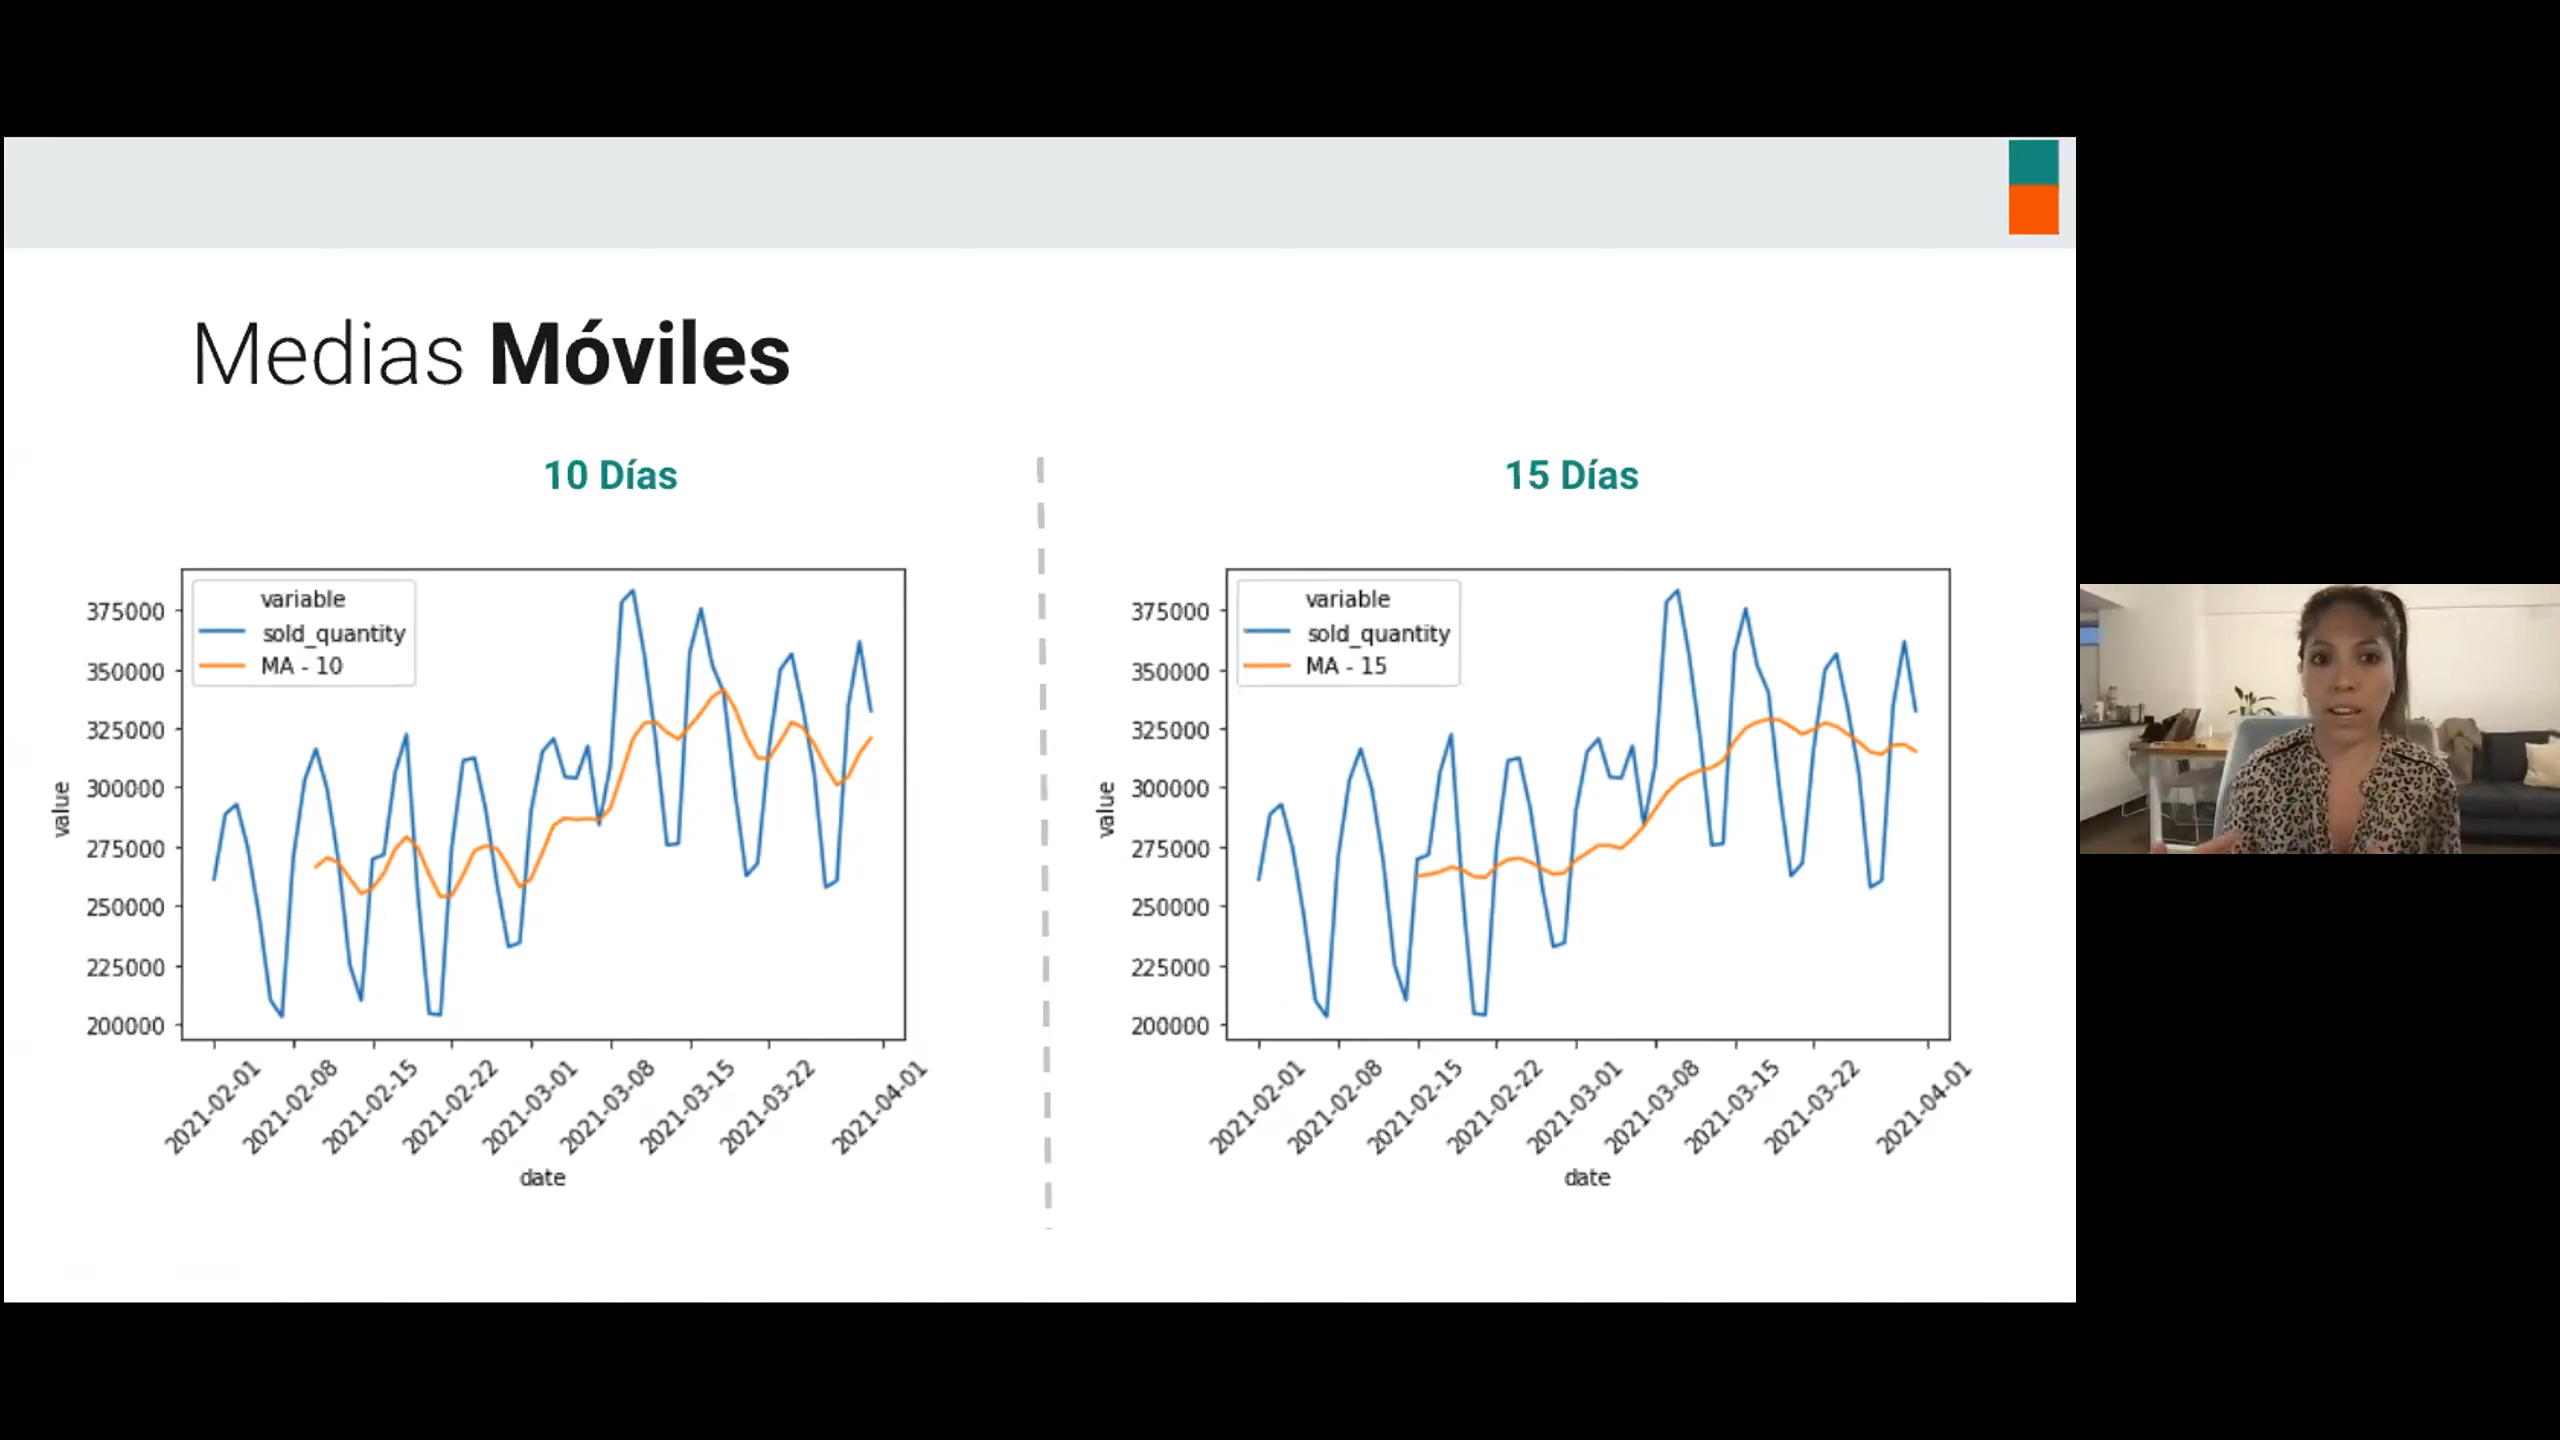 Medias Móviles
10 Días
variable
sold_quantity
MA - 10
375000
350000
325000
300000
275000
250000
225000
200000
value
2021-02-01
2021-02-08
2021-02-15
2021-02-22
2021-03-01
2021-03-08
2021-03-15
2021-03-22
2021-04-01
date
15 Días
variable
sold_quantity
MA - 15
375000
350000
325000
300000
275000
250000
225000
200000
value
2021-02-01
2021-02-08
2021-02-15
2021-02-22
2021-03-01
2021-03-08
2021-03-15
2021-03-22
2021-04-01
date